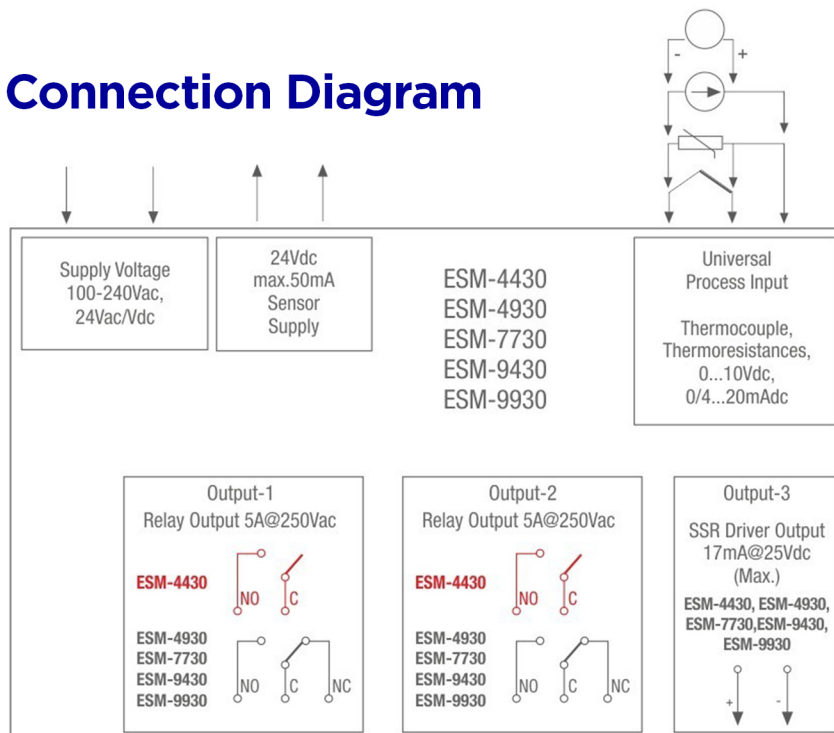 Connection Diagram
- +
Supply Voltage
100-240Vac,
24Vac/Vdc
24Vdc
max.50mA
Sensor
Supply
ESM-4430
ESM-4930
ESM-7730
ESM-9430
ESM-9930
Universal
Process Input
Thermocouple,
Thermoresistances,
0...10Vdc,
0/4...20mAdc
Output-1
Relay Output 5A@250Vac
ESM-4430
NO C
ESM-4930
ESM-7730
ESM-9430
ESM-9930
NO C NC
Output-2
Relay Output 5A@250Vac
ESM-4430
NO C
ESM-4930
ESM-7730
ESM-9430
ESM-9930
NO C NC
Output-3
SSR Driver Output
17mA@25Vdc
(Max.)
ESM-4430, ESM-4930,
ESM-7730,ESM-9430,
ESM-9930
+ -